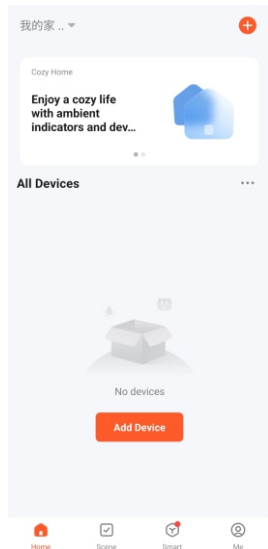 我的家 ..
Cozy Home
Enjoy a cozy life
with ambient
indicators and dev...
All Devices
No devices
Add Device
Home Scene Smart Me